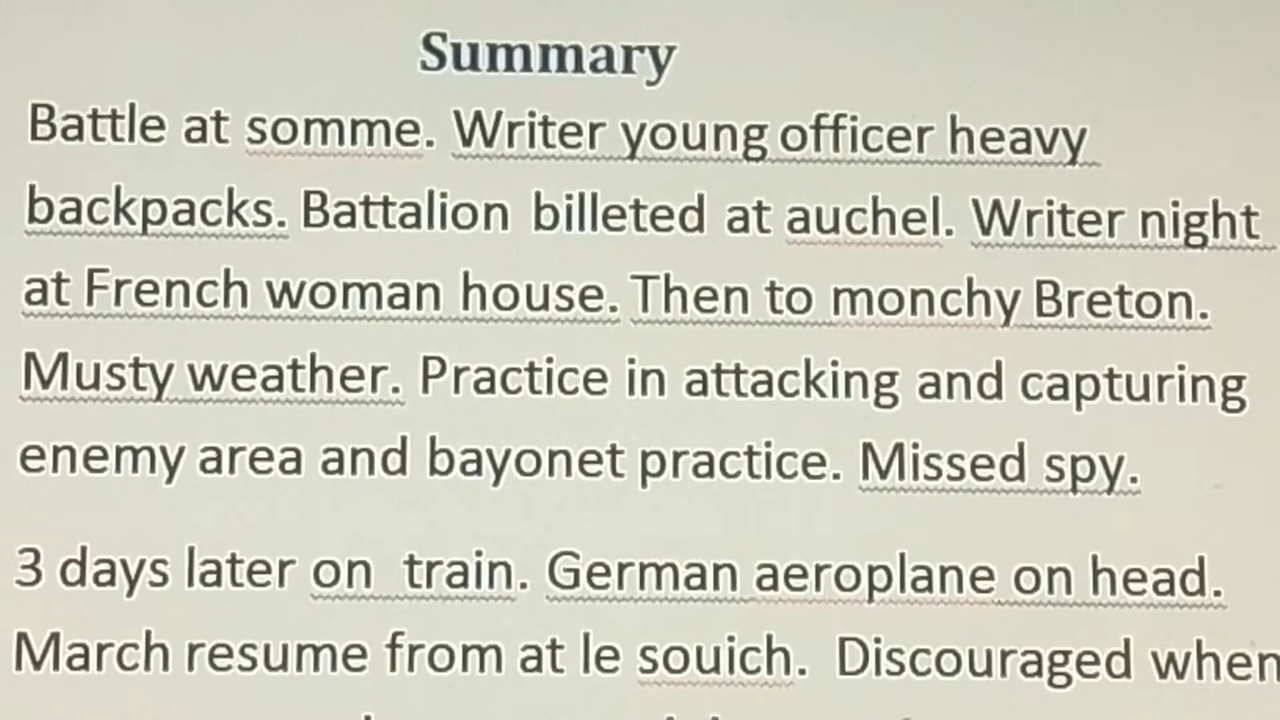 Summary
Battle at somme. Writer young officer heavy
backpacks. Battalion billeted at auchel. Writer night
at French woman house. Then to monchy Breton.
Musty weather. Practice in attacking and capturing
enemy area and bayonet practice. Missed spy.
3 days later on train. German aeroplane on head.
March resume from at le souich. Discouraged when